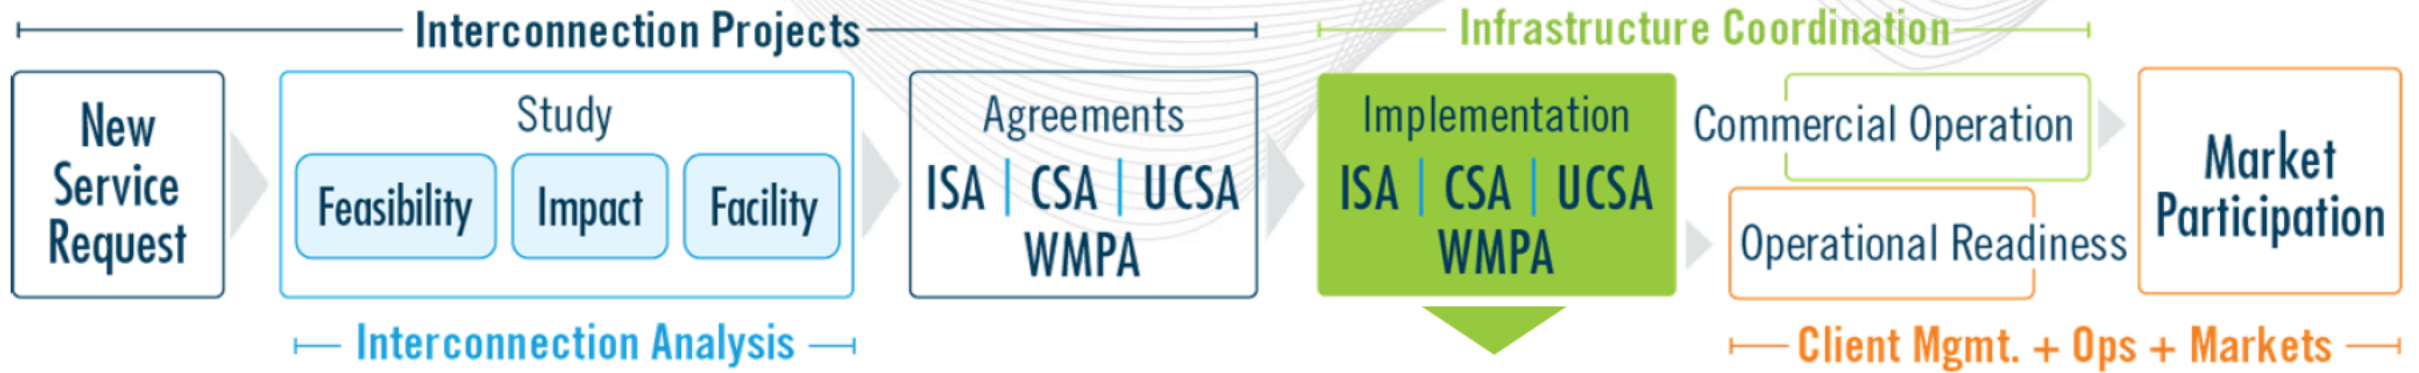 Interconnection Projects
Infrastructure Coordination
New
Service
Request
Study
Feasibility
Impact
Facility
Agreements
ISA | CSA | UCSA
WMPA
Implementation
ISA | CSA | UCSA
WMPA
Commercial Operation
Operational Readiness
Market
Participation
Interconnection Analysis
Client Mgmt. + Ops + Markets